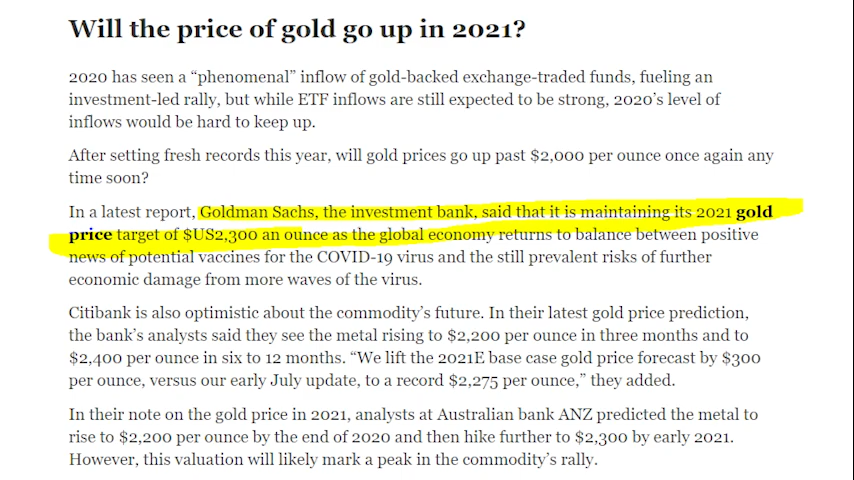 Will the price of gold go up in 2021?
2020 has seen a “phenomenal” inflow of gold-backed exchange-traded funds, fueling an
investment-led rally, but while ETF inflows are still expected to be strong, 2020’s level of
inflows would be hard to keep up.
After setting fresh records this year, will gold prices go up past $2,000 per ounce once again any
time soon?
In a latest report, Goldman Sachs, the investment bank, said that it is maintaining its 2021 gold
price target of $US2,300 an ounce as the global economy returns to balance between positive
news of potential vaccines for the COVID-19 virus and the still prevalent risks of further
economic damage from more waves of the virus.
Citibank is also optimistic about the commodity’s future. In their latest gold price prediction,
the bank’s analysts said they see the metal rising to $2,200 per ounce in three months and to
$2,400 per ounce in six to 12 months. “We lift the 2021E base case gold price forecast by $300
per ounce, versus our early July update, to a record $2,275 per ounce,” they added.
In their note on the gold price in 2021, analysts at Australian bank ANZ predicted the metal to
rise to $2,200 per ounce by the end of 2020 and then hike further to $2,300 by early 2021.
However, this valuation will likely mark a peak in the commodity’s rally.